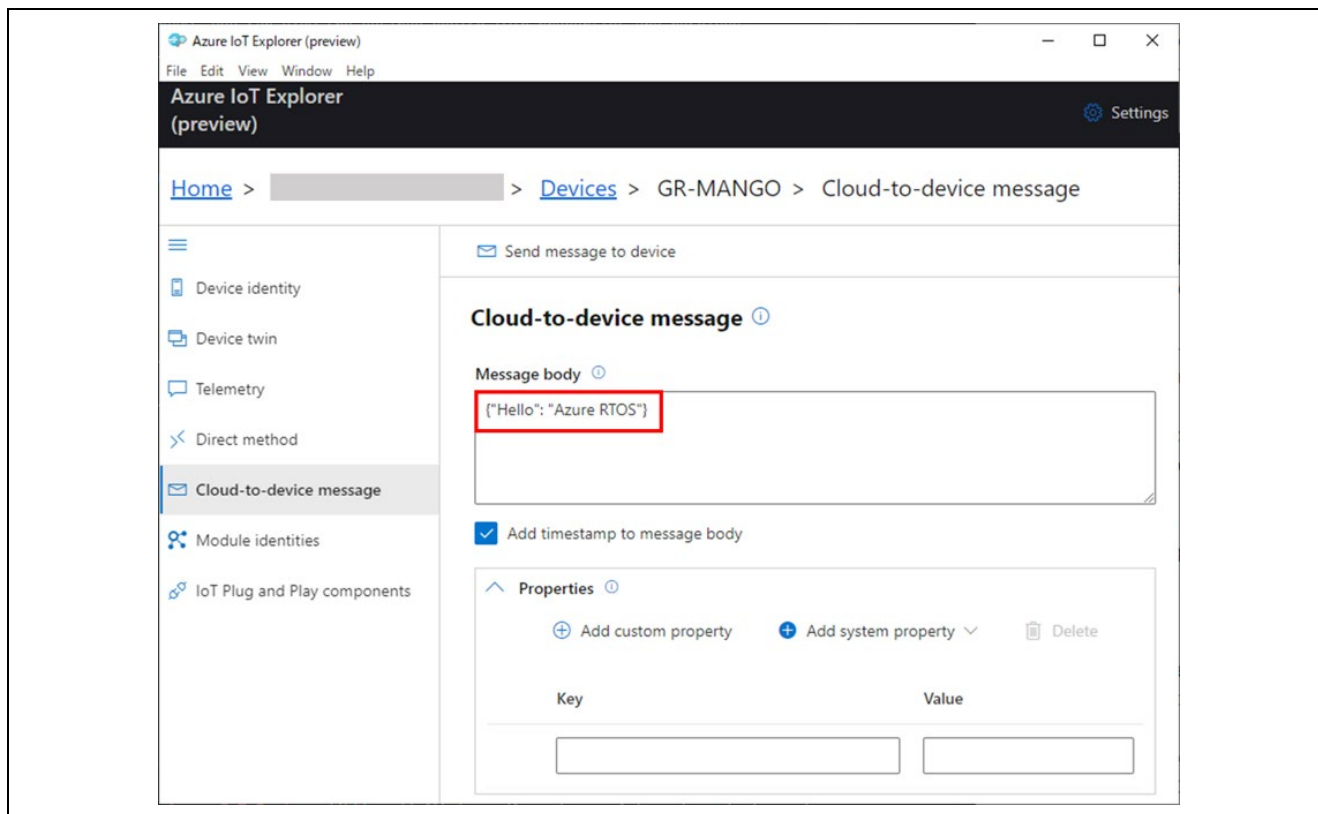 Azure IoT Explorer (preview)
File Edit View Window Help
Azure IoT Explorer
(preview)
Settings
Home > > Devices > GR-MANGO > Cloud-to-device message
Send message to device
Device identity
Device twin
Telemetry
Direct method
Cloud-to-device message
Module identities
IoT Plug and Play components
Cloud-to-device message
Message body
{"Hello": "Azure RTOS"}
Add timestamp to message body
Properties
Add custom property Add system property Delete
Key Value